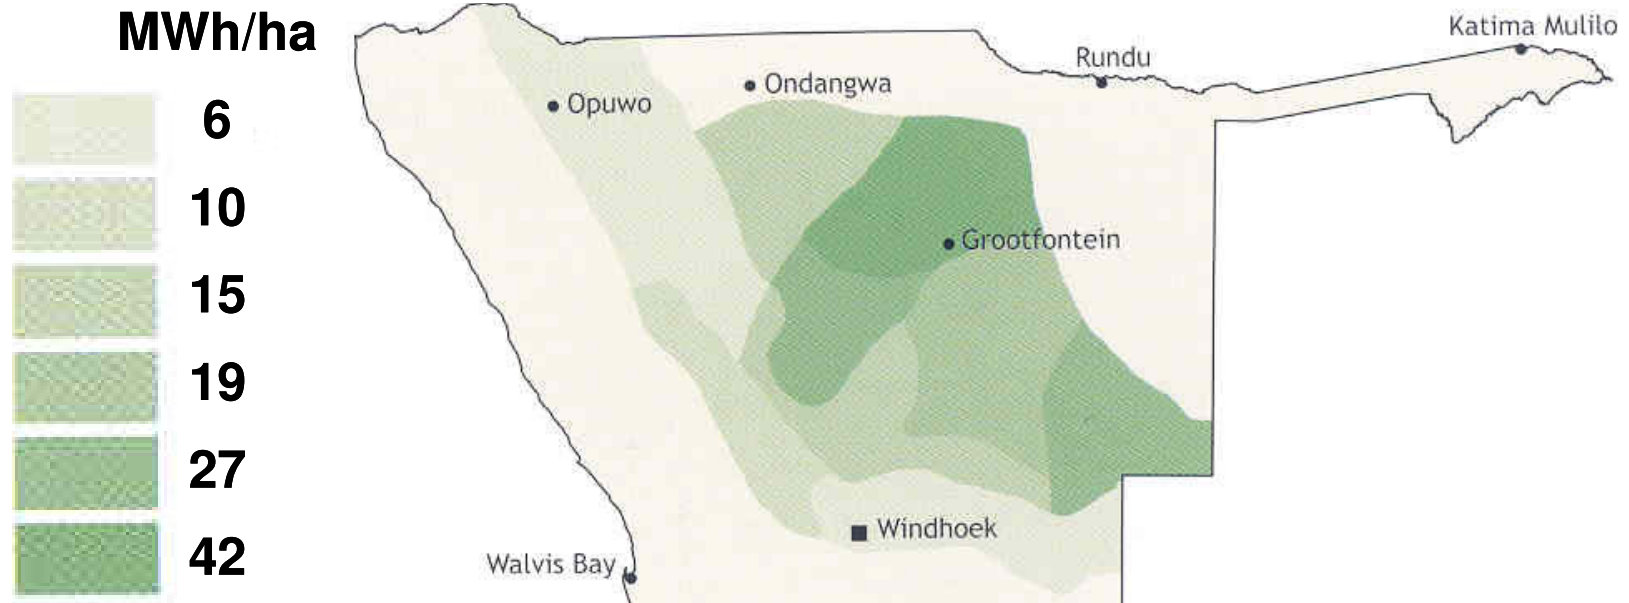 MWh/ha
6
10
15
19
27
42
Katima Mulilo
Rundu
Ondangwa
Opuwo
Grootfontein
Windhoek
Walvis Bay